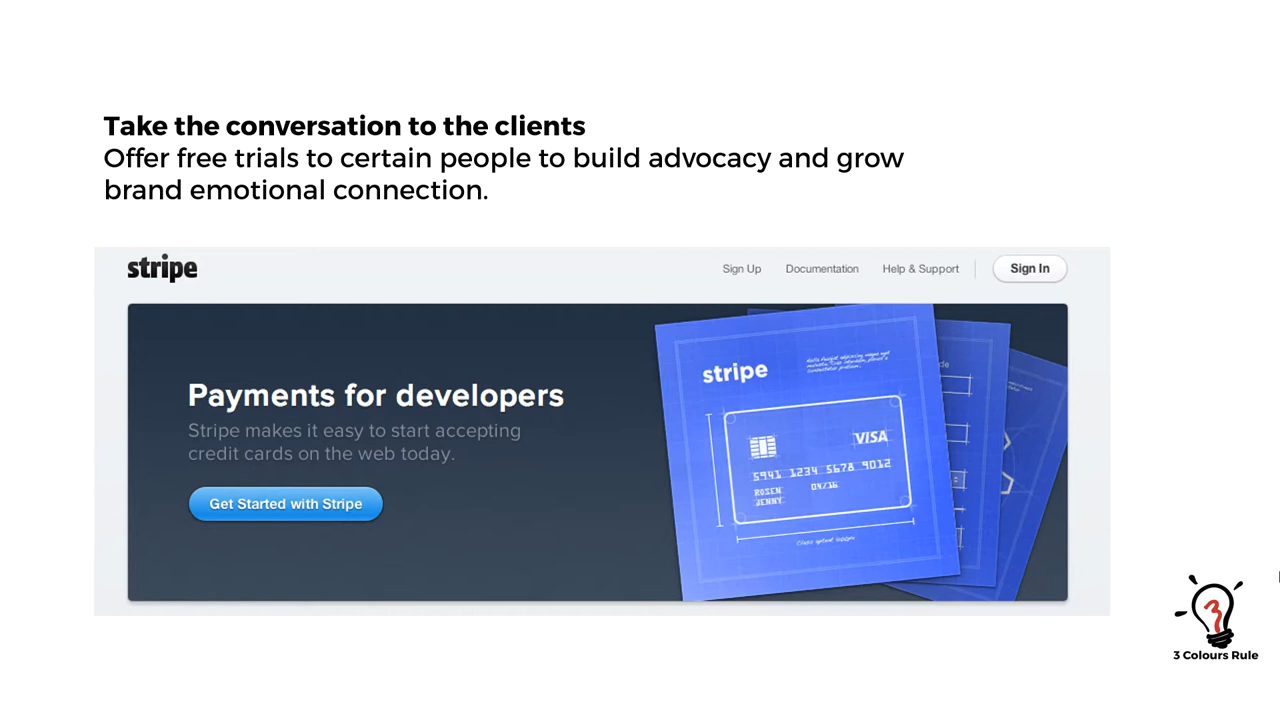 Take the conversation to the clients
Offer free trials to certain people to build advocacy and grow
brand emotional connection.
stripe
Sign Up
Documentation
Help & Support
Sign In
Payments for developers
Stripe makes it easy to start accepting
credit cards on the web today.
Get Started with Stripe
stripe
VISA
5941 1234 5678 9012
ROSEN 04/16
JENNY
3
3 Colours Rule